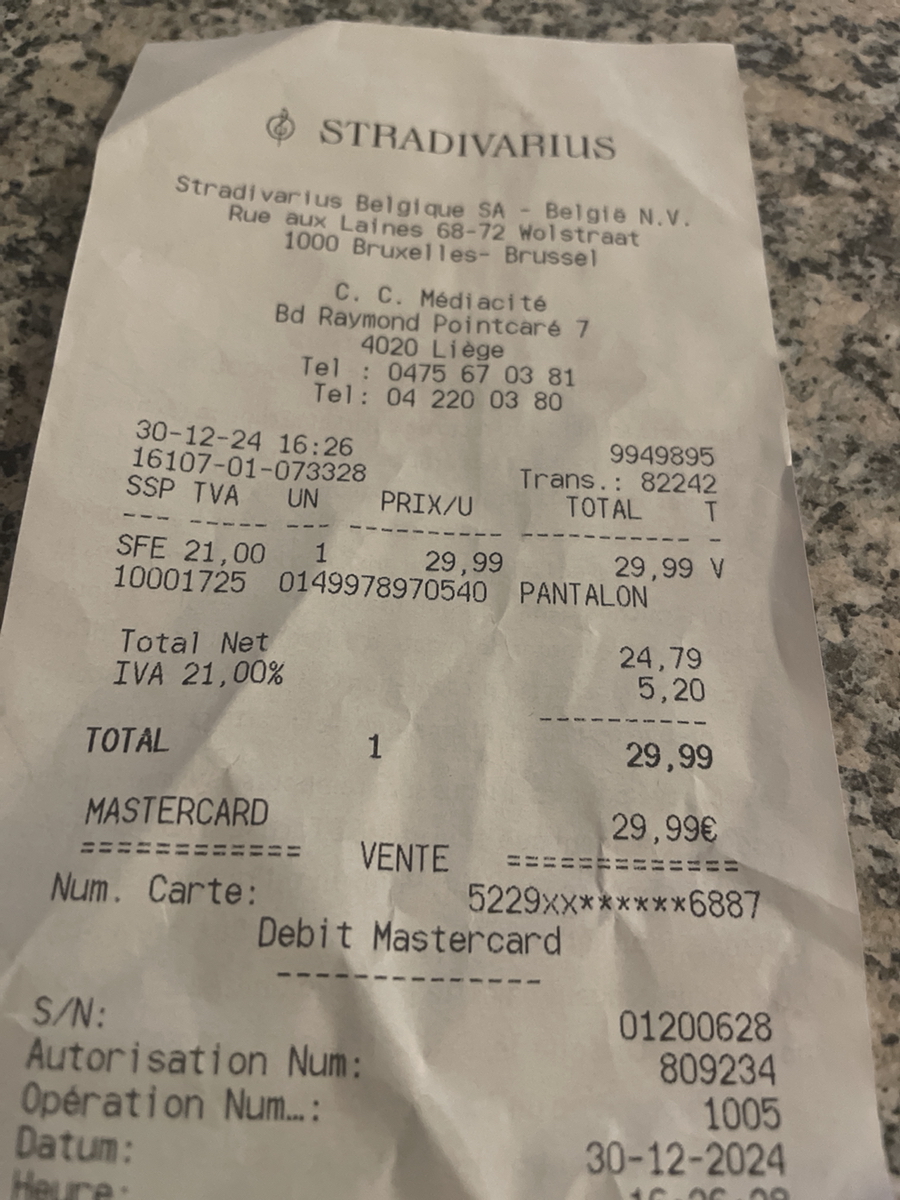 STRADIVARIUS
Stradivarius Belgique SA - België N.V.
Rue aux Laines 68-72 Wolstraat
1000 Bruxelles- Brussel
C. C. Médiacité
Bd Raymond Pointcaré 7
4020 Liège
Tel : 0475 67 03 81
Tel: 04 220 03 80
30-12-24 16:26 9949895
16107-01-073328 Trans.: 82242
SSP TVA UN PRIX/U TOTAL T
--- ----- --- ----------- ----------- -
SFE 21,00 1 29,99 29,99 V
10001725 01499978970540 PANTALON
Total Net 24,79
IVA 21,00% 5,20
----------
TOTAL 1 29,99
MASTERCARD 29,99€
============ VENTE =============
Num. Carte: 5229xx******6887
Debit Mastercard
--------------
S/N: 01200628
Autorisation Num: 809234
Opération Num…: 1005
Datum: 30-12-2024
Heure: